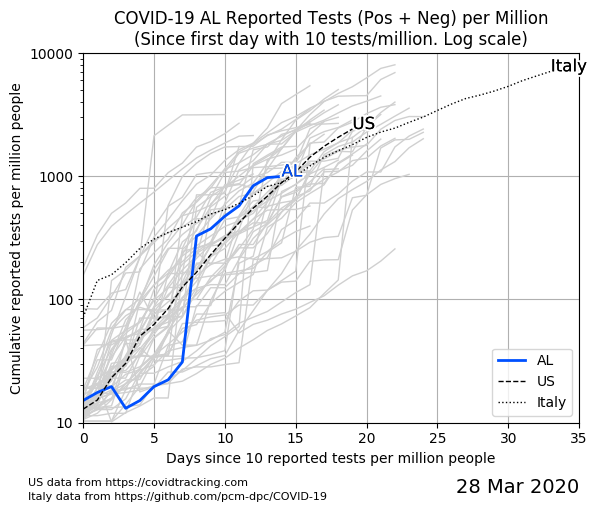 COVID-19 AL Reported Tests (Pos + Neg) per Million
(Since first day with 10 tests/million. Log scale)
Cumulative reported tests per million people
10000
1000
100
10
Italy
US
AL
AL
US
Italy
0 5 10 15 20 25 30 35
Days since 10 reported tests per million people
US data from https://covidtracking.com
Italy data from https://github.com/pcm-dpc/COVID-19
28 Mar 2020